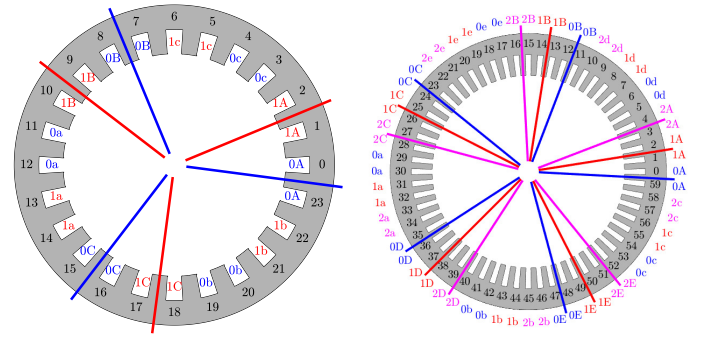 0
1
2
3
4
5
6
7
8
9
10
11
12
13
14
15
16
17
18
19
20
21
22
23
0A
1A
1A
0c
0c
1c
1c
0B
0B
1B
1B
0a
0a
1a
1a
0C
0C
1C
1C
0b
0b
1b
1b
0A
0
1
2
3
4
5
6
7
8
9
10
11
12
13
14
15
16
17
18
19
20
21
22
23
24
25
26
27
28
29
30
31
32
33
34
35
36
37
38
39
40
41
42
43
44
45
46
47
48
49
50
51
52
53
54
55
56
57
58
59
0A
1A
1A
2A
2A
0d
0d
1d
1d
2d
2d
0B
0B
1B
1B
2B
2B
0e
0e
1e
1e
2e
2e
0C
0C
1C
1C
2C
2C
0a
0a
1a
1a
2a
2a
0D
0D
1D
1D
2D
2D
0b
0b
1b
1b
2b
2b
0E
0E
1E
1E
2E
2E
0c
0c
1c
1c
2c
2c
0A